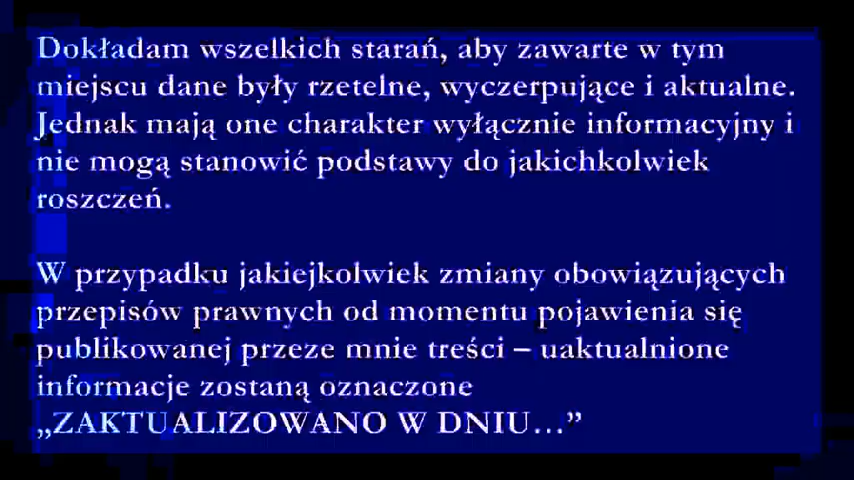 Dokładam wszelkich starań, aby zawarte w tym
miejscu dane były rzetelne, wyczerpujące i aktualne.
Jednak mają one charakter wyłącznie informacyjny i
nie mogą stanowić podstawy do jakichkolwiek
roszczeń.
W przypadku jakiejkolwiek zmiany obowiązujących
przepisów prawnych od momentu pojawienia się
publikowanej przeze mnie treści – uaktualnione
informacje zostaną oznaczone
„ZAKTUALIZOWANO W DNIU…”